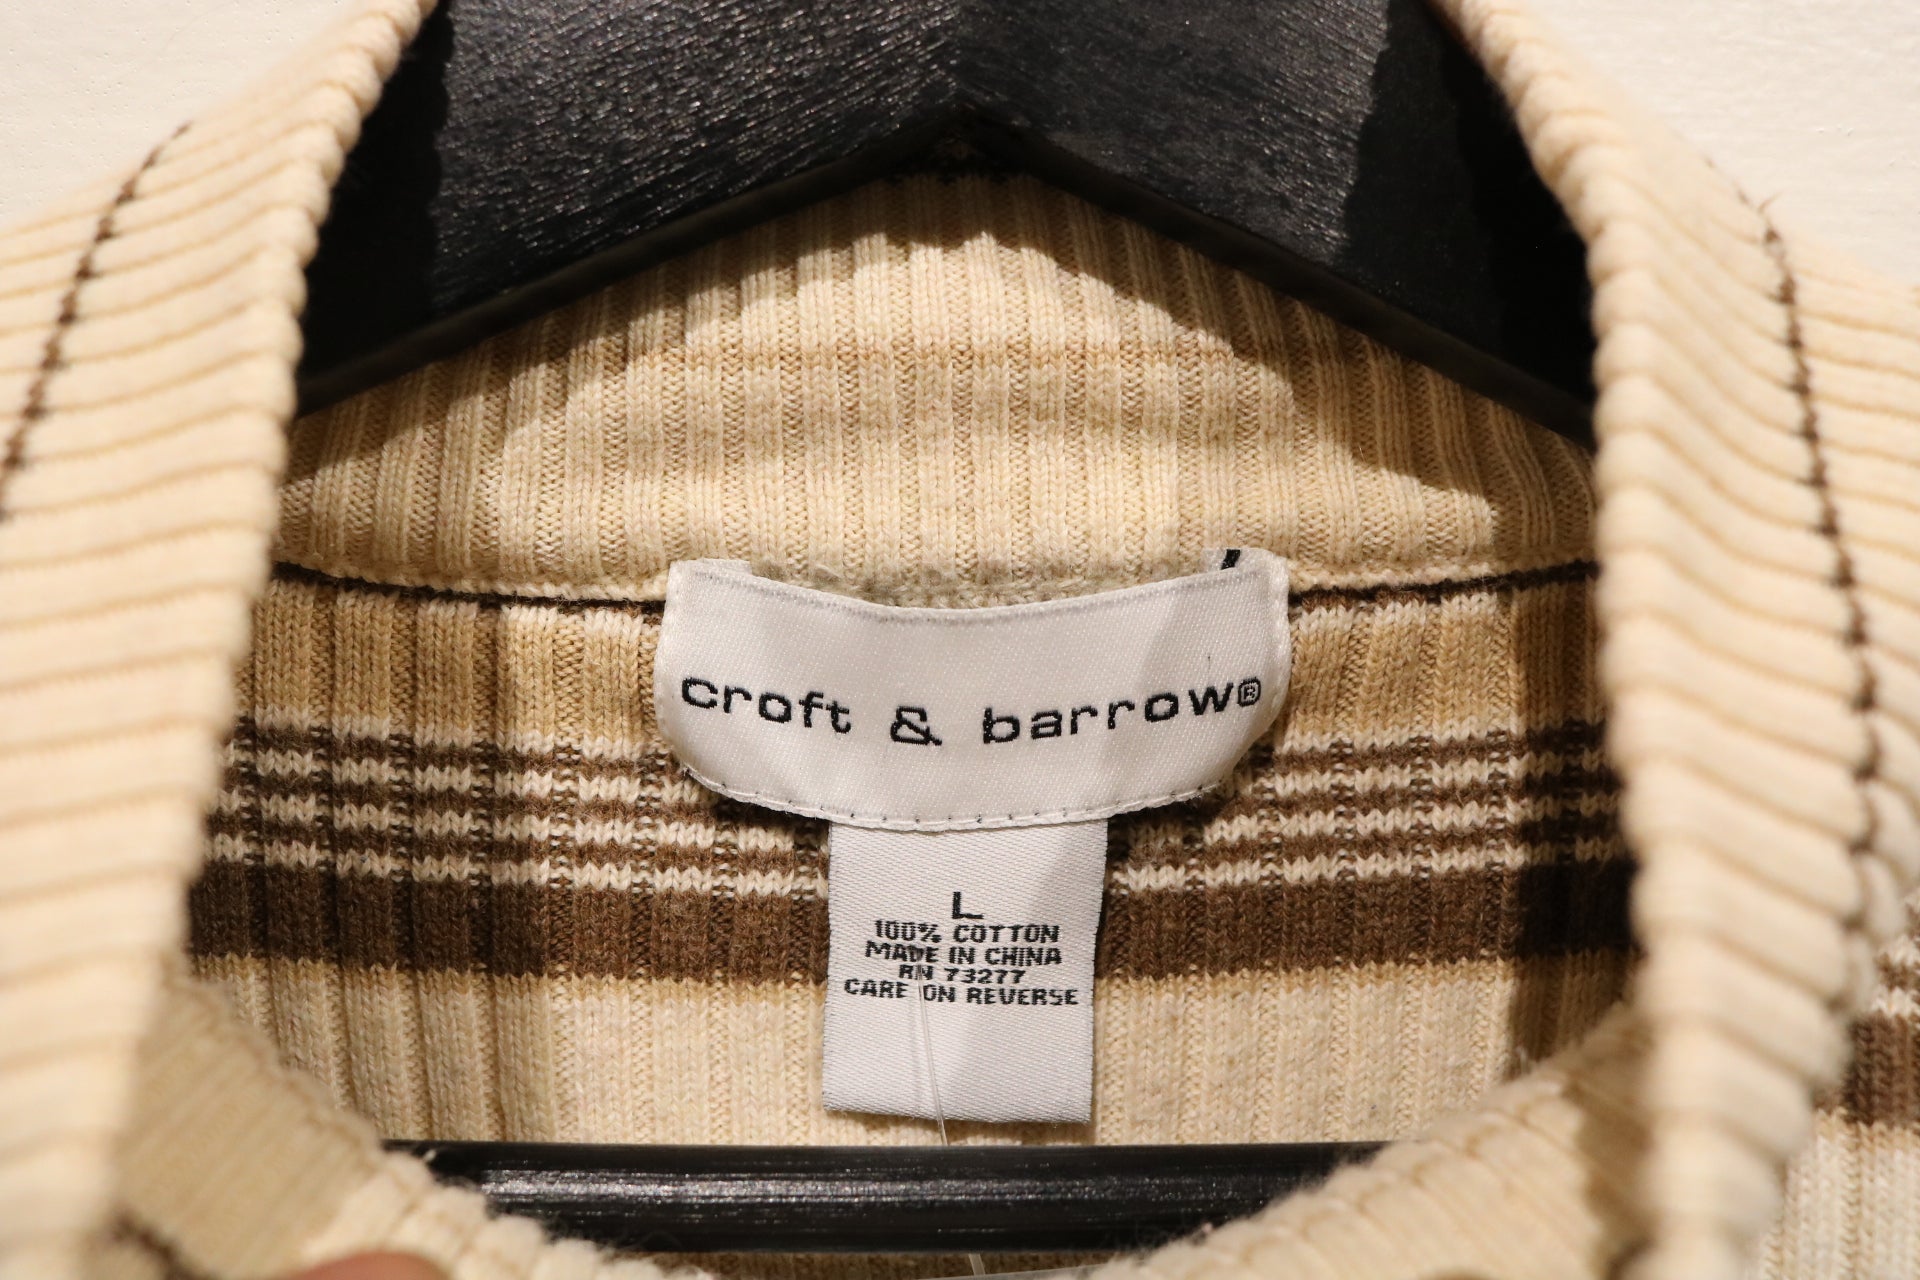 croft & barrow®
L
100% COTTON
MADE IN CHINA
RN 73277
CARE ON REVERSE